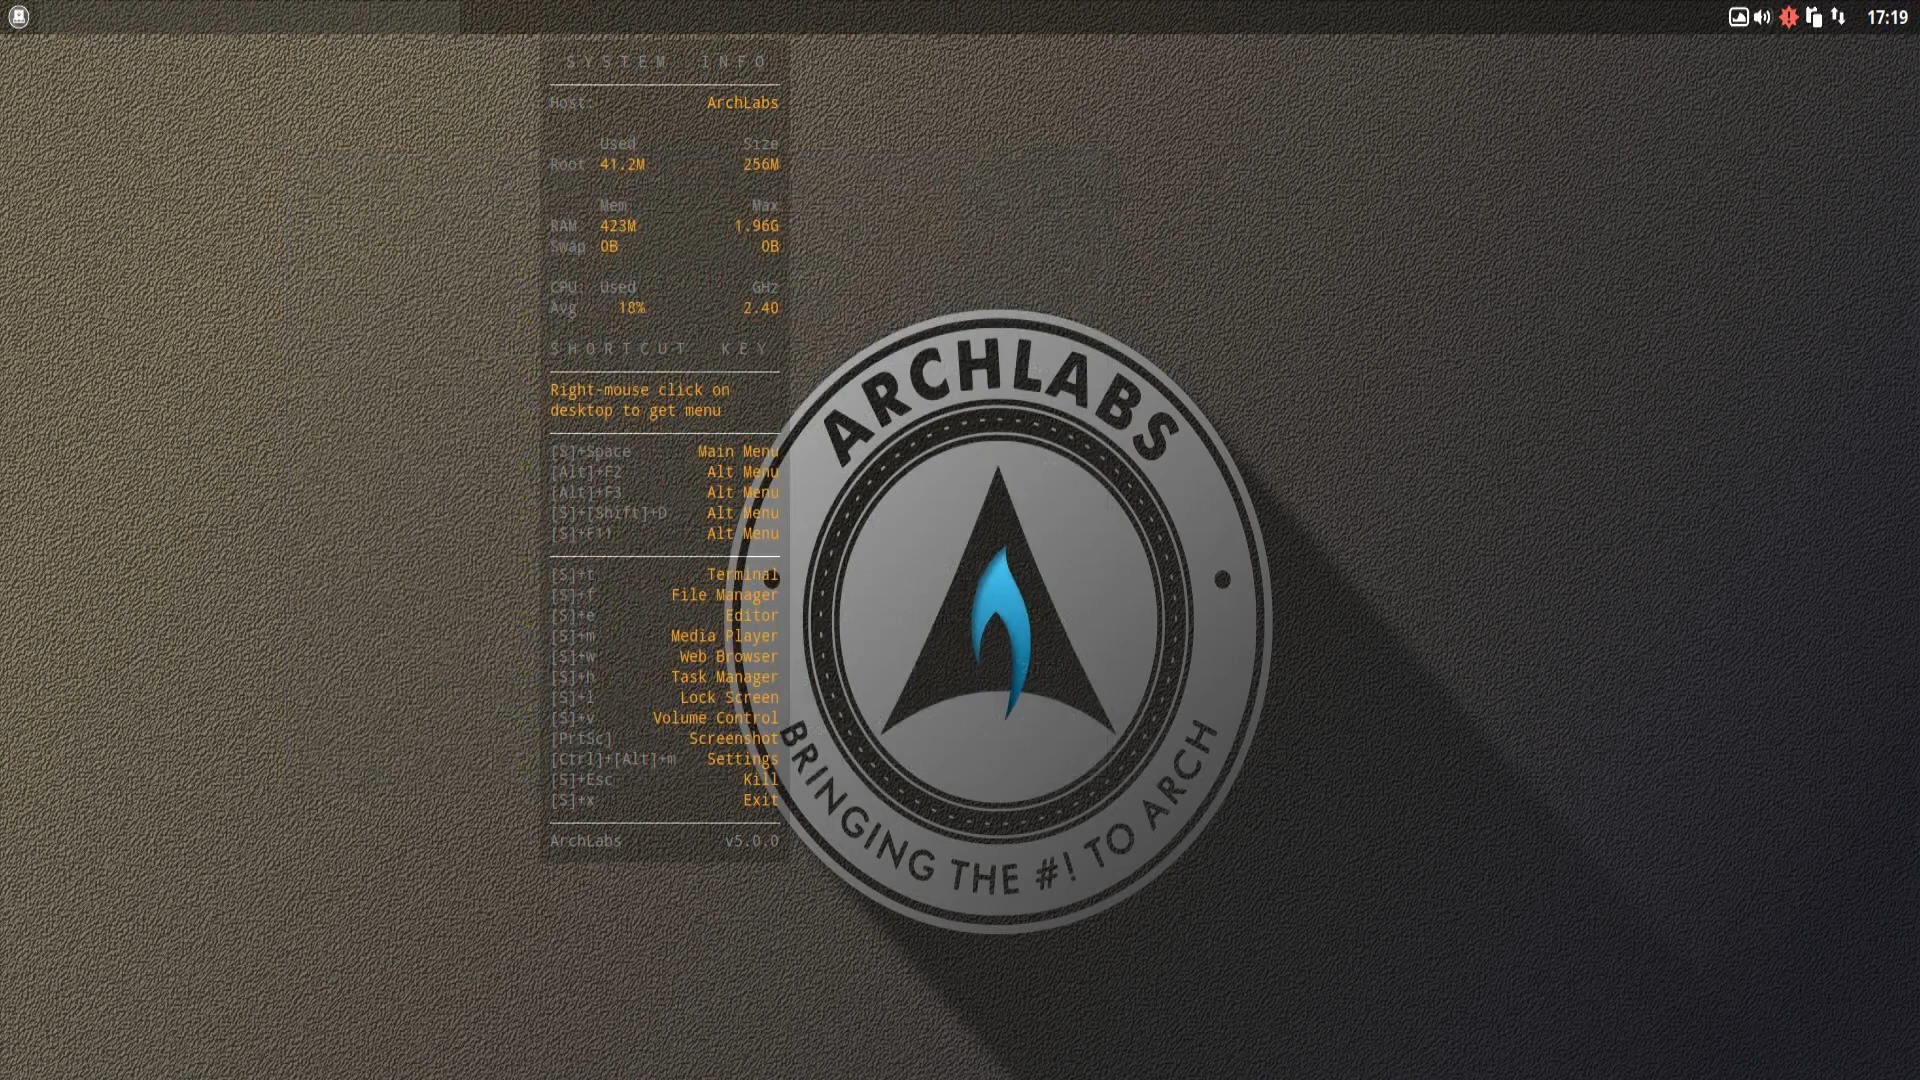 17:19
SYSTEM INFO
Host: ArchLabs
Used Size
Root 41.2M 256M
Mem Max
RAM 423M 1.96G
Swap 0B 0B
CPU: Used GHz
Avg 18% 2.40
SHORTCUT KEY
Right-mouse click on
desktop to get menu
[S]+Space Main Menu
[Alt]+F2 Alt Menu
[Alt]+F3 Alt Menu
[S]+[Shift]+D Alt Menu
[S]+F11 Alt Menu
[S]+t Terminal
[S]+f File Manager
[S]+e Editor
[S]+m Media Player
[S]+w Web Browser
[S]+h Task Manager
[S]+l Lock Screen
[S]+v Volume Control
[PrtSc] Screenshot
[Ctrl]+[Alt]+m Settings
[S]+Esc Kill
[S]+x Exit
ArchLabs v5.0.0
ARCHLABS
BRINGING THE #! TO ARCH